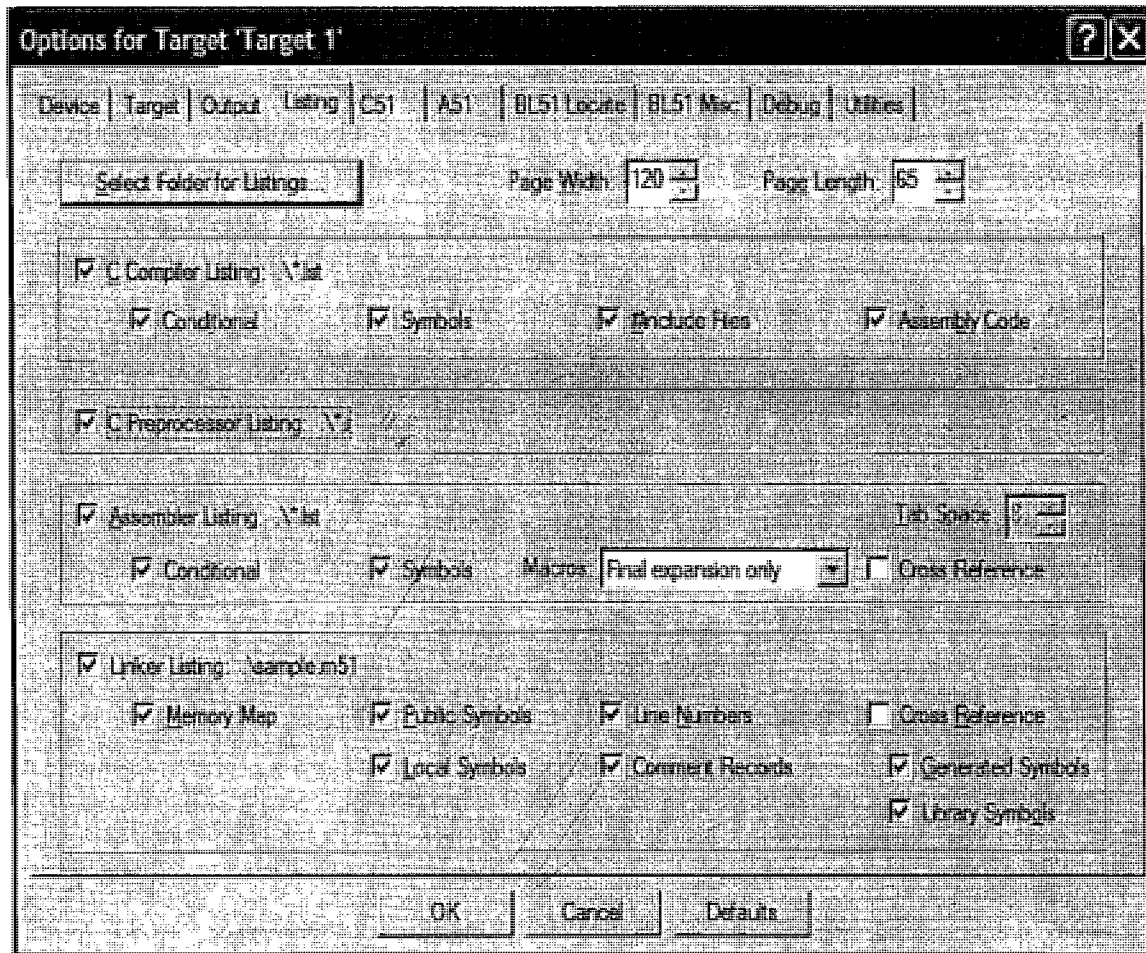 Options for Target 'Target 1'
Device Target Output Listing C51 A51 BL51 Locate BL51 Misc Debug Utilities
Select Folder for Listings... Page Width: 120 Page Length: 65
C Compiler Listing: .\*.lst
Conditional Symbols #include Files Assembly Code
C Preprocessor Listing: .\*.i
Assembler Listing: .\*.lst Tab Space:
Conditional Symbols Macros: Final expansion only Cross Reference
Linker Listing: .\sample.m51
Memory Map Public Symbols Line Numbers Cross Reference
Local Symbols Comment Records Generated Symbols
Library Symbols
OK Cancel Defaults